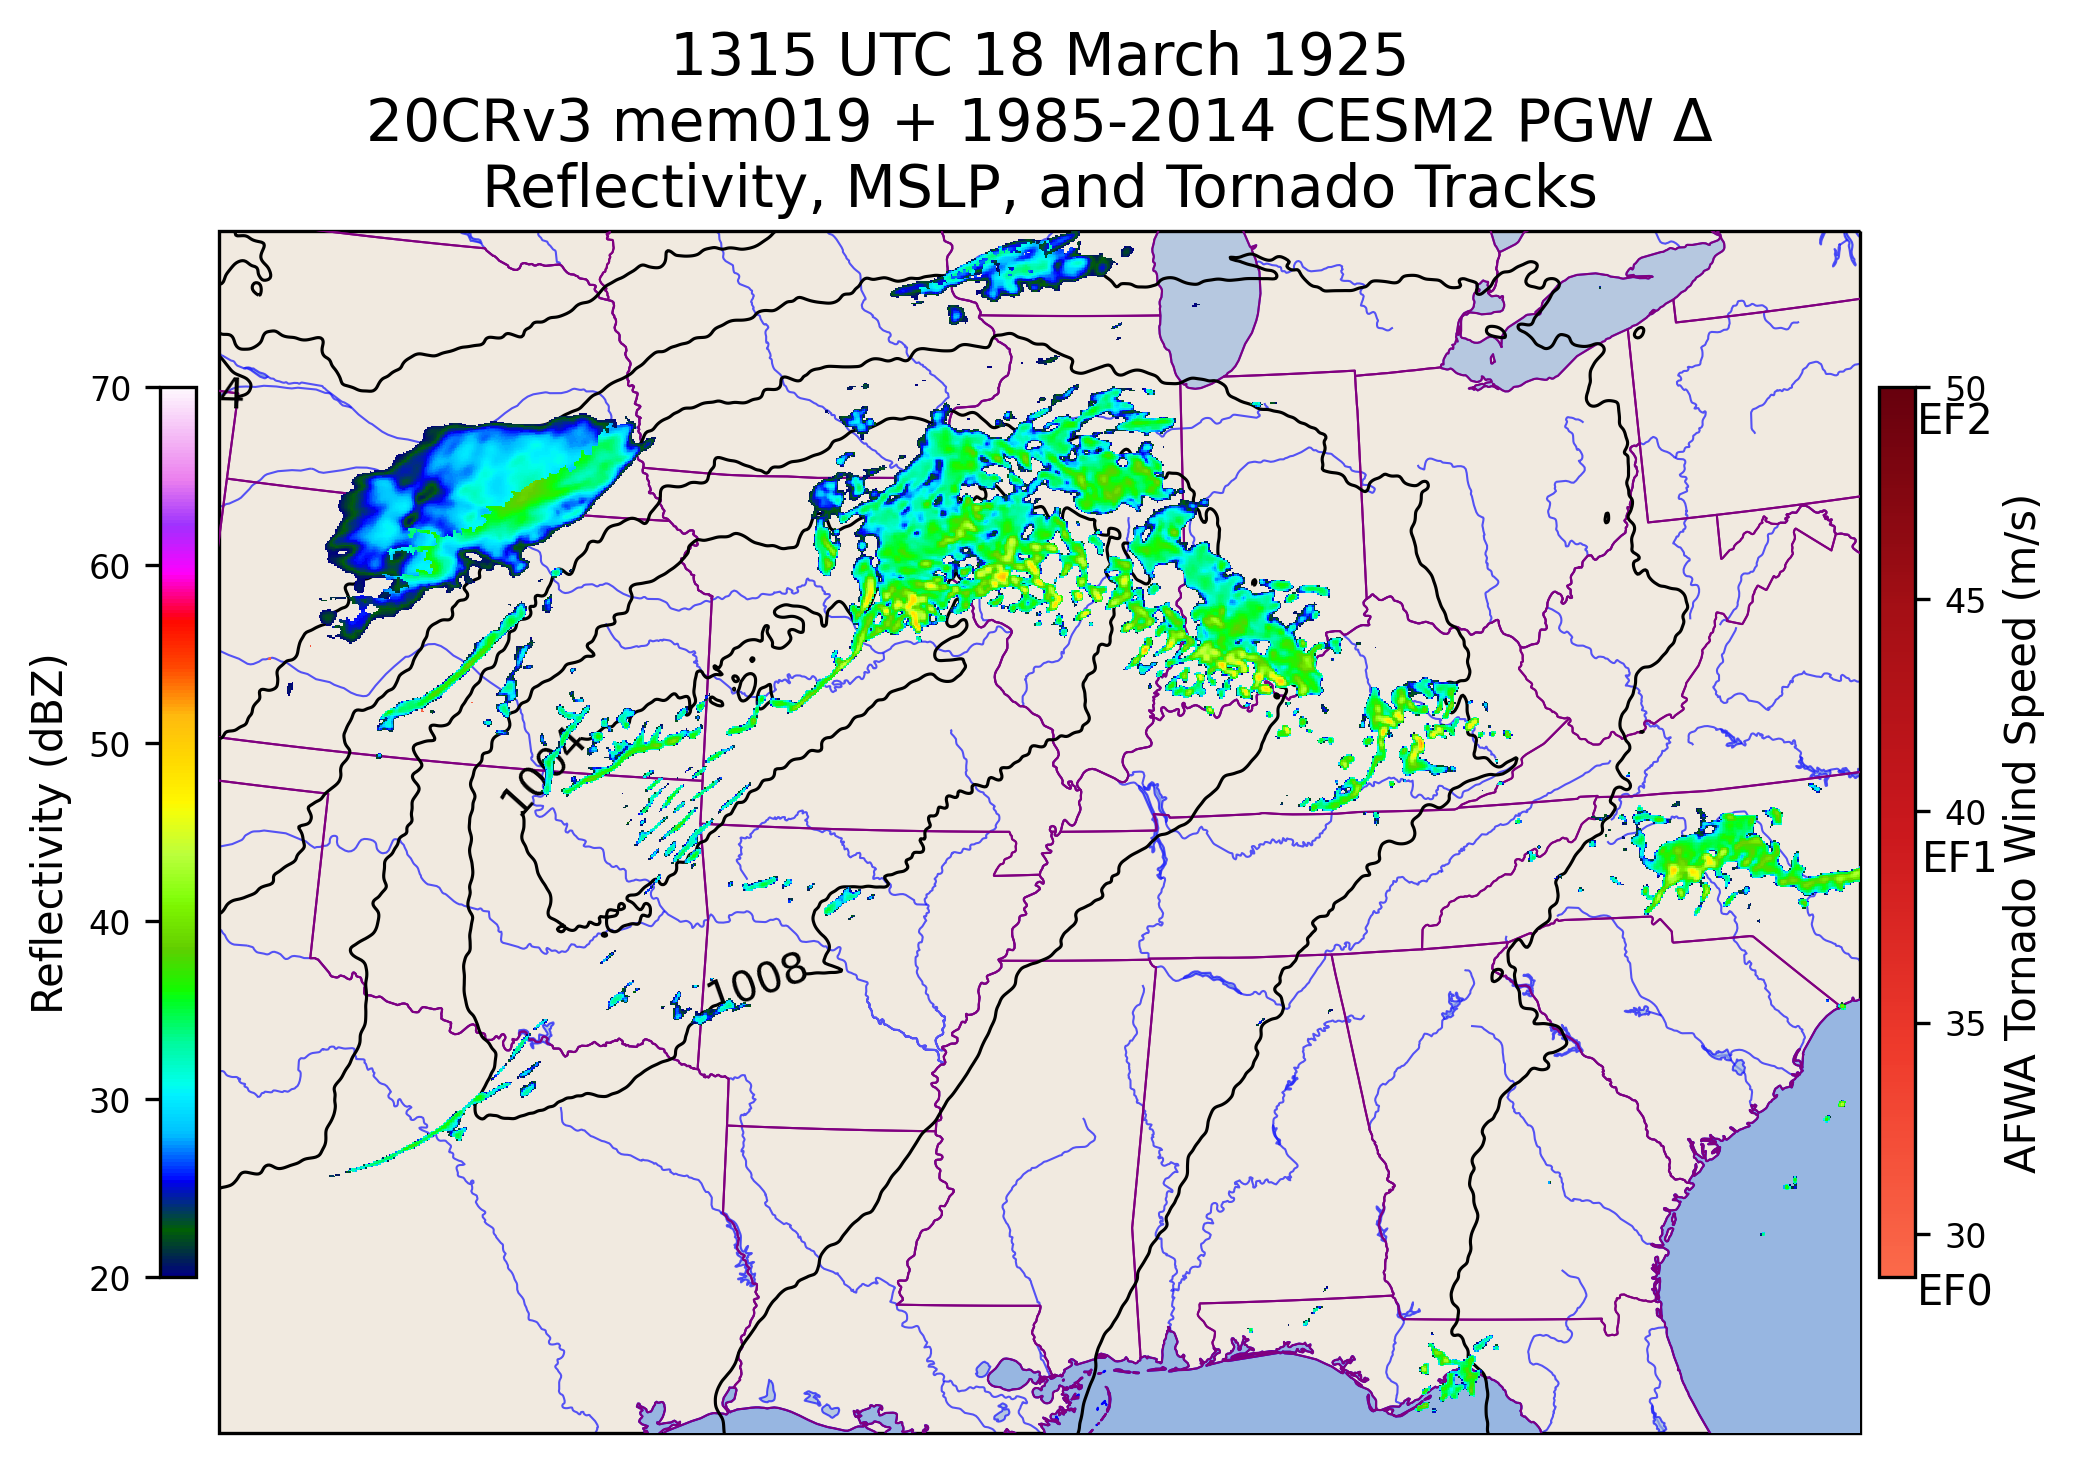 1315 UTC 18 March 1925
20CRv3 mem019 + 1985-2014 CESM2 PGW Δ
Reflectivity, MSLP, and Tornado Tracks
Reflectivity (dBZ)
70
60
50
40
30
20
4
1004
1008
50
EF2
45
40
EF1
35
30
EF0
AFWA Tornado Wind Speed (m/s)